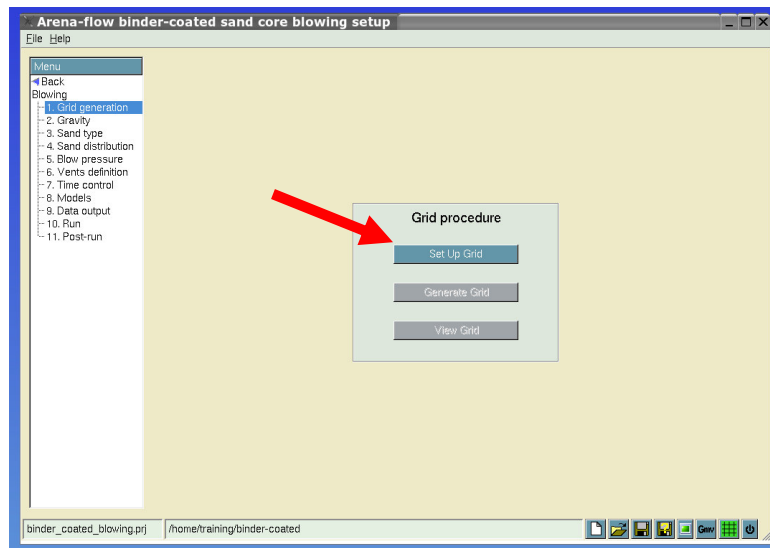 Arena-flow binder-coated sand core blowing setup
File Help
Menu
Back
Blowing
1. Grid generation
2. Gravity
3. Sand type
4. Sand distribution
5. Blow pressure
6. Vents definition
7. Time control
8. Models
9. Data output
10. Run
11. Post-run
Grid procedure
Set Up Grid
Generate Grid
View Grid
binder_coated_blowing.prj /home/training/binder-coated
Gmv